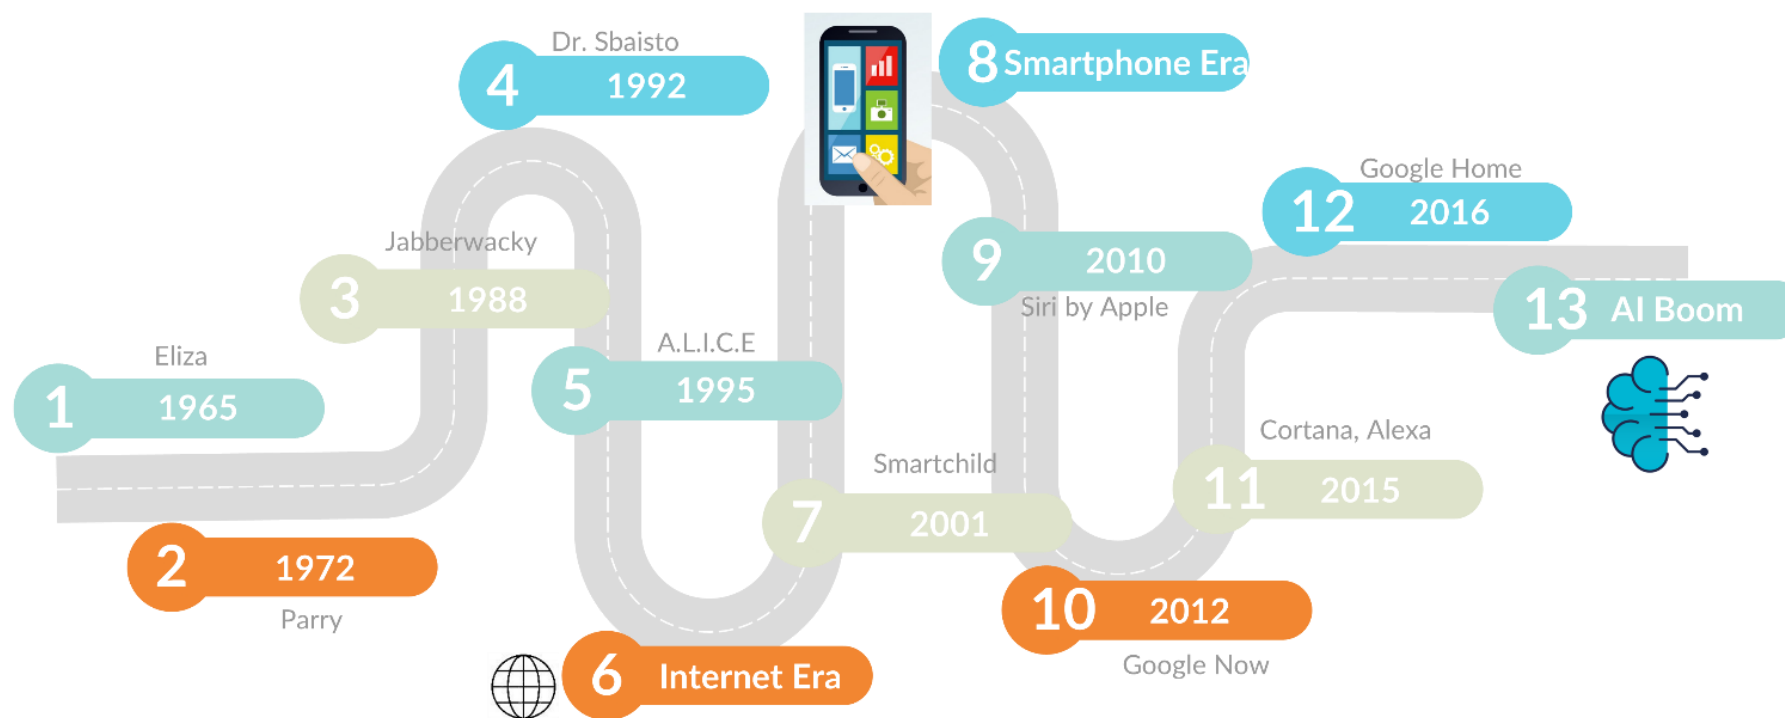 Eliza
1 1965
2 1972
Parry
Jabberwacky
3 1988
Dr. Sbaisto
4 1992
A.L.I.C.E
5 1995
6 Internet Era
Smartchild
7 2001
8 Smartphone Era
9 2010
Siri by Apple
10 2012
Google Now
Cortana, Alexa
11 2015
Google Home
12 2016
13 AI Boom